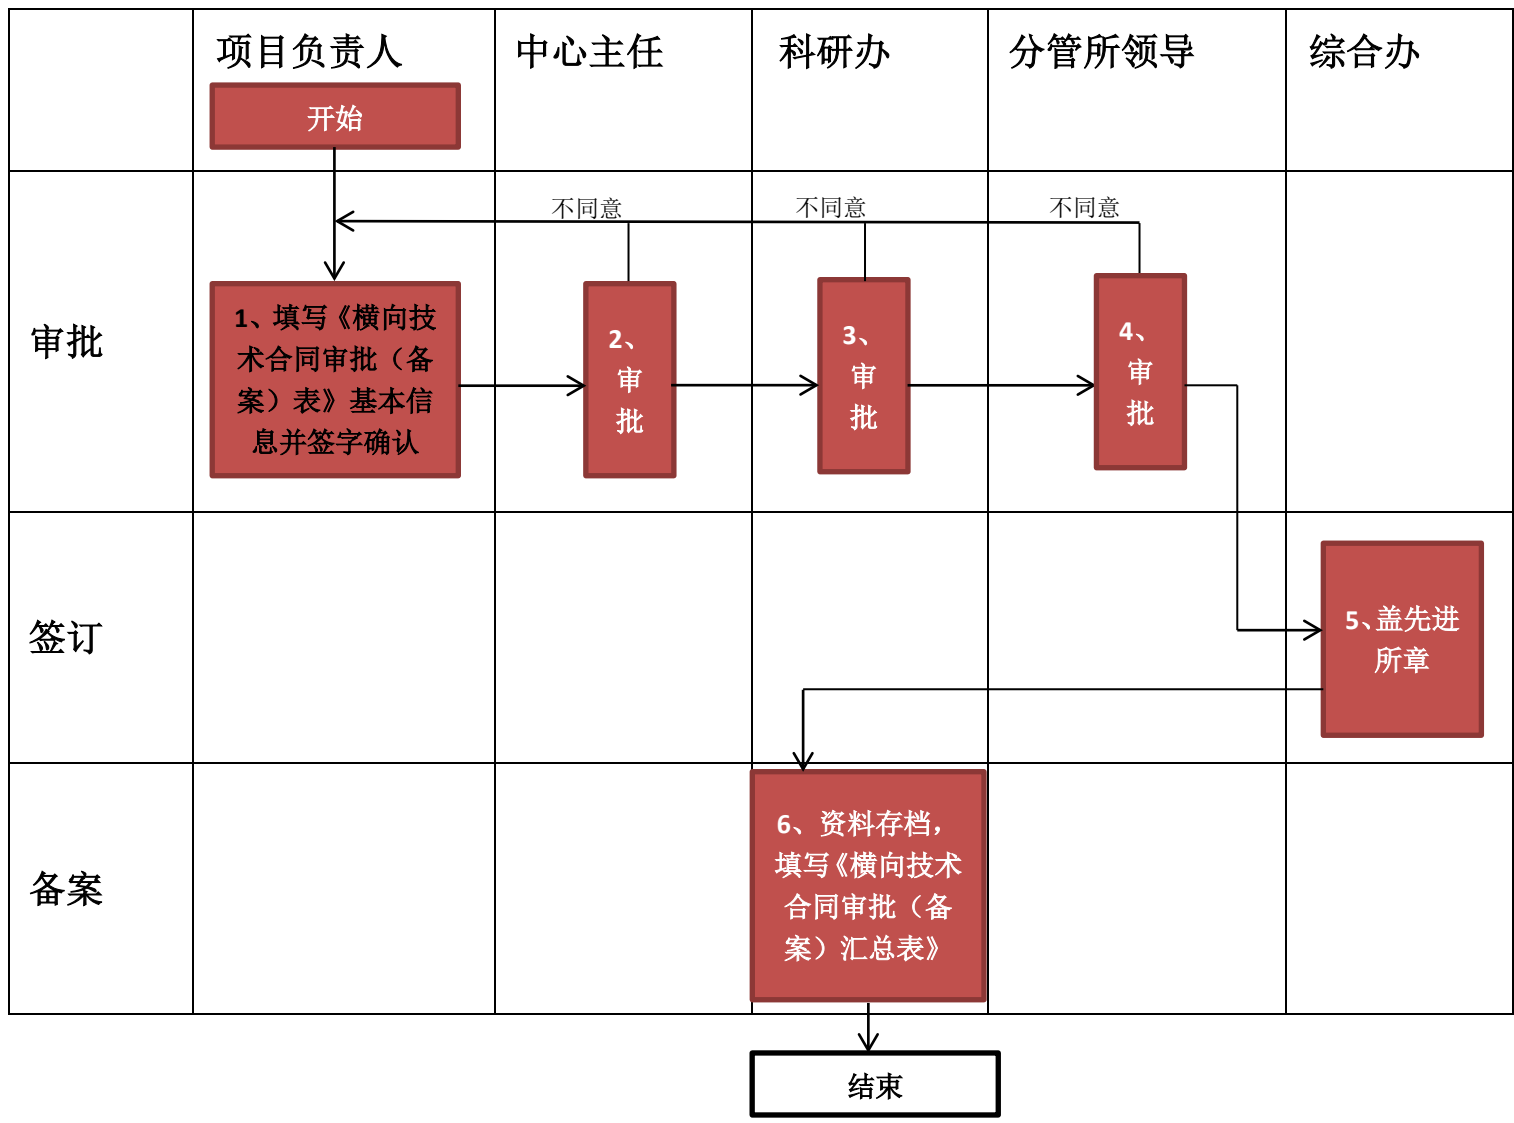 项目负责人
中心主任
科研办
分管所领导
综合办
开始
不同意
不同意
不同意
审批
1、填写《横向技
术合同审批（备
案）表》基本信
息并签字确认
2、
审
批
3、
审
批
4、
审
批
签订
5、盖先进
所章
备案
6、资料存档，
填写《横向技术
合同审批（备
案）汇总表》
结束